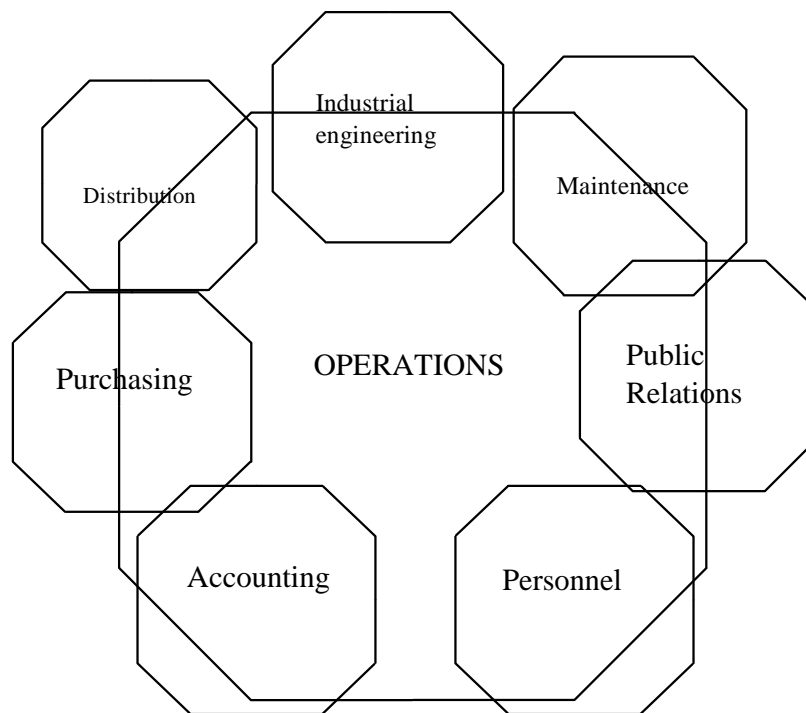 Industrial
engineering
Distribution
Maintenance
Purchasing
OPERATIONS
Public
Relations
Accounting
Personnel